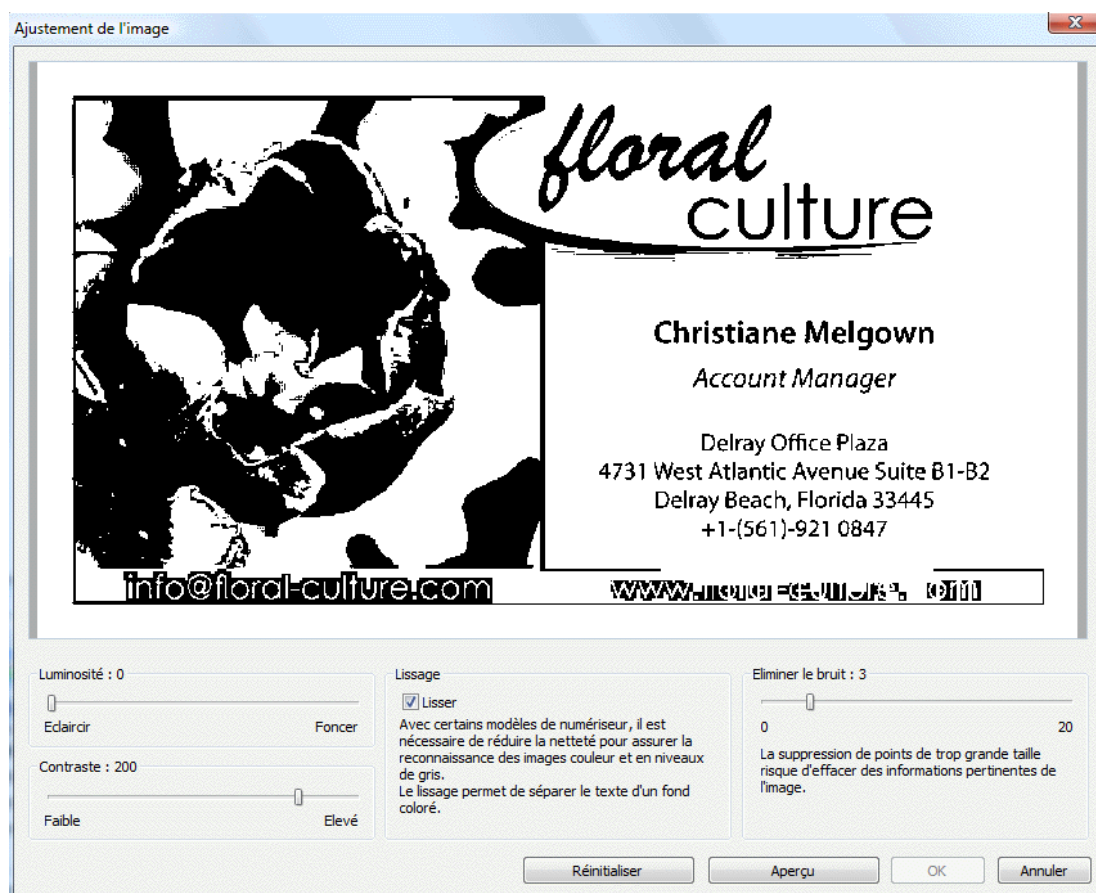 Ajustement de l'image
floral
culture
Christiane Melgown
Account Manager
Delray Office Plaza
4731 West Atlantic Avenue Suite B1-B2
Delray Beach, Florida 33445
+1-(561)-921 0847
info@floral-culture.com
Luminosité : 0
Eclaircir Foncer
Contraste : 200
Faible Elevé
Lissage
Lisser
Avec certains modèles de numériseur, il est
nécessaire de réduire la netteté pour assurer la
reconnaissance des images couleur et en niveaux
de gris.
Le lissage permet de séparer le texte d'un fond
coloré.
Eliminer le bruit : 3
0 20
La suppression de points de trop grande taille
risque d'effacer des informations pertinentes de
l'image.
Réinitialiser Aperçu OK Annuler